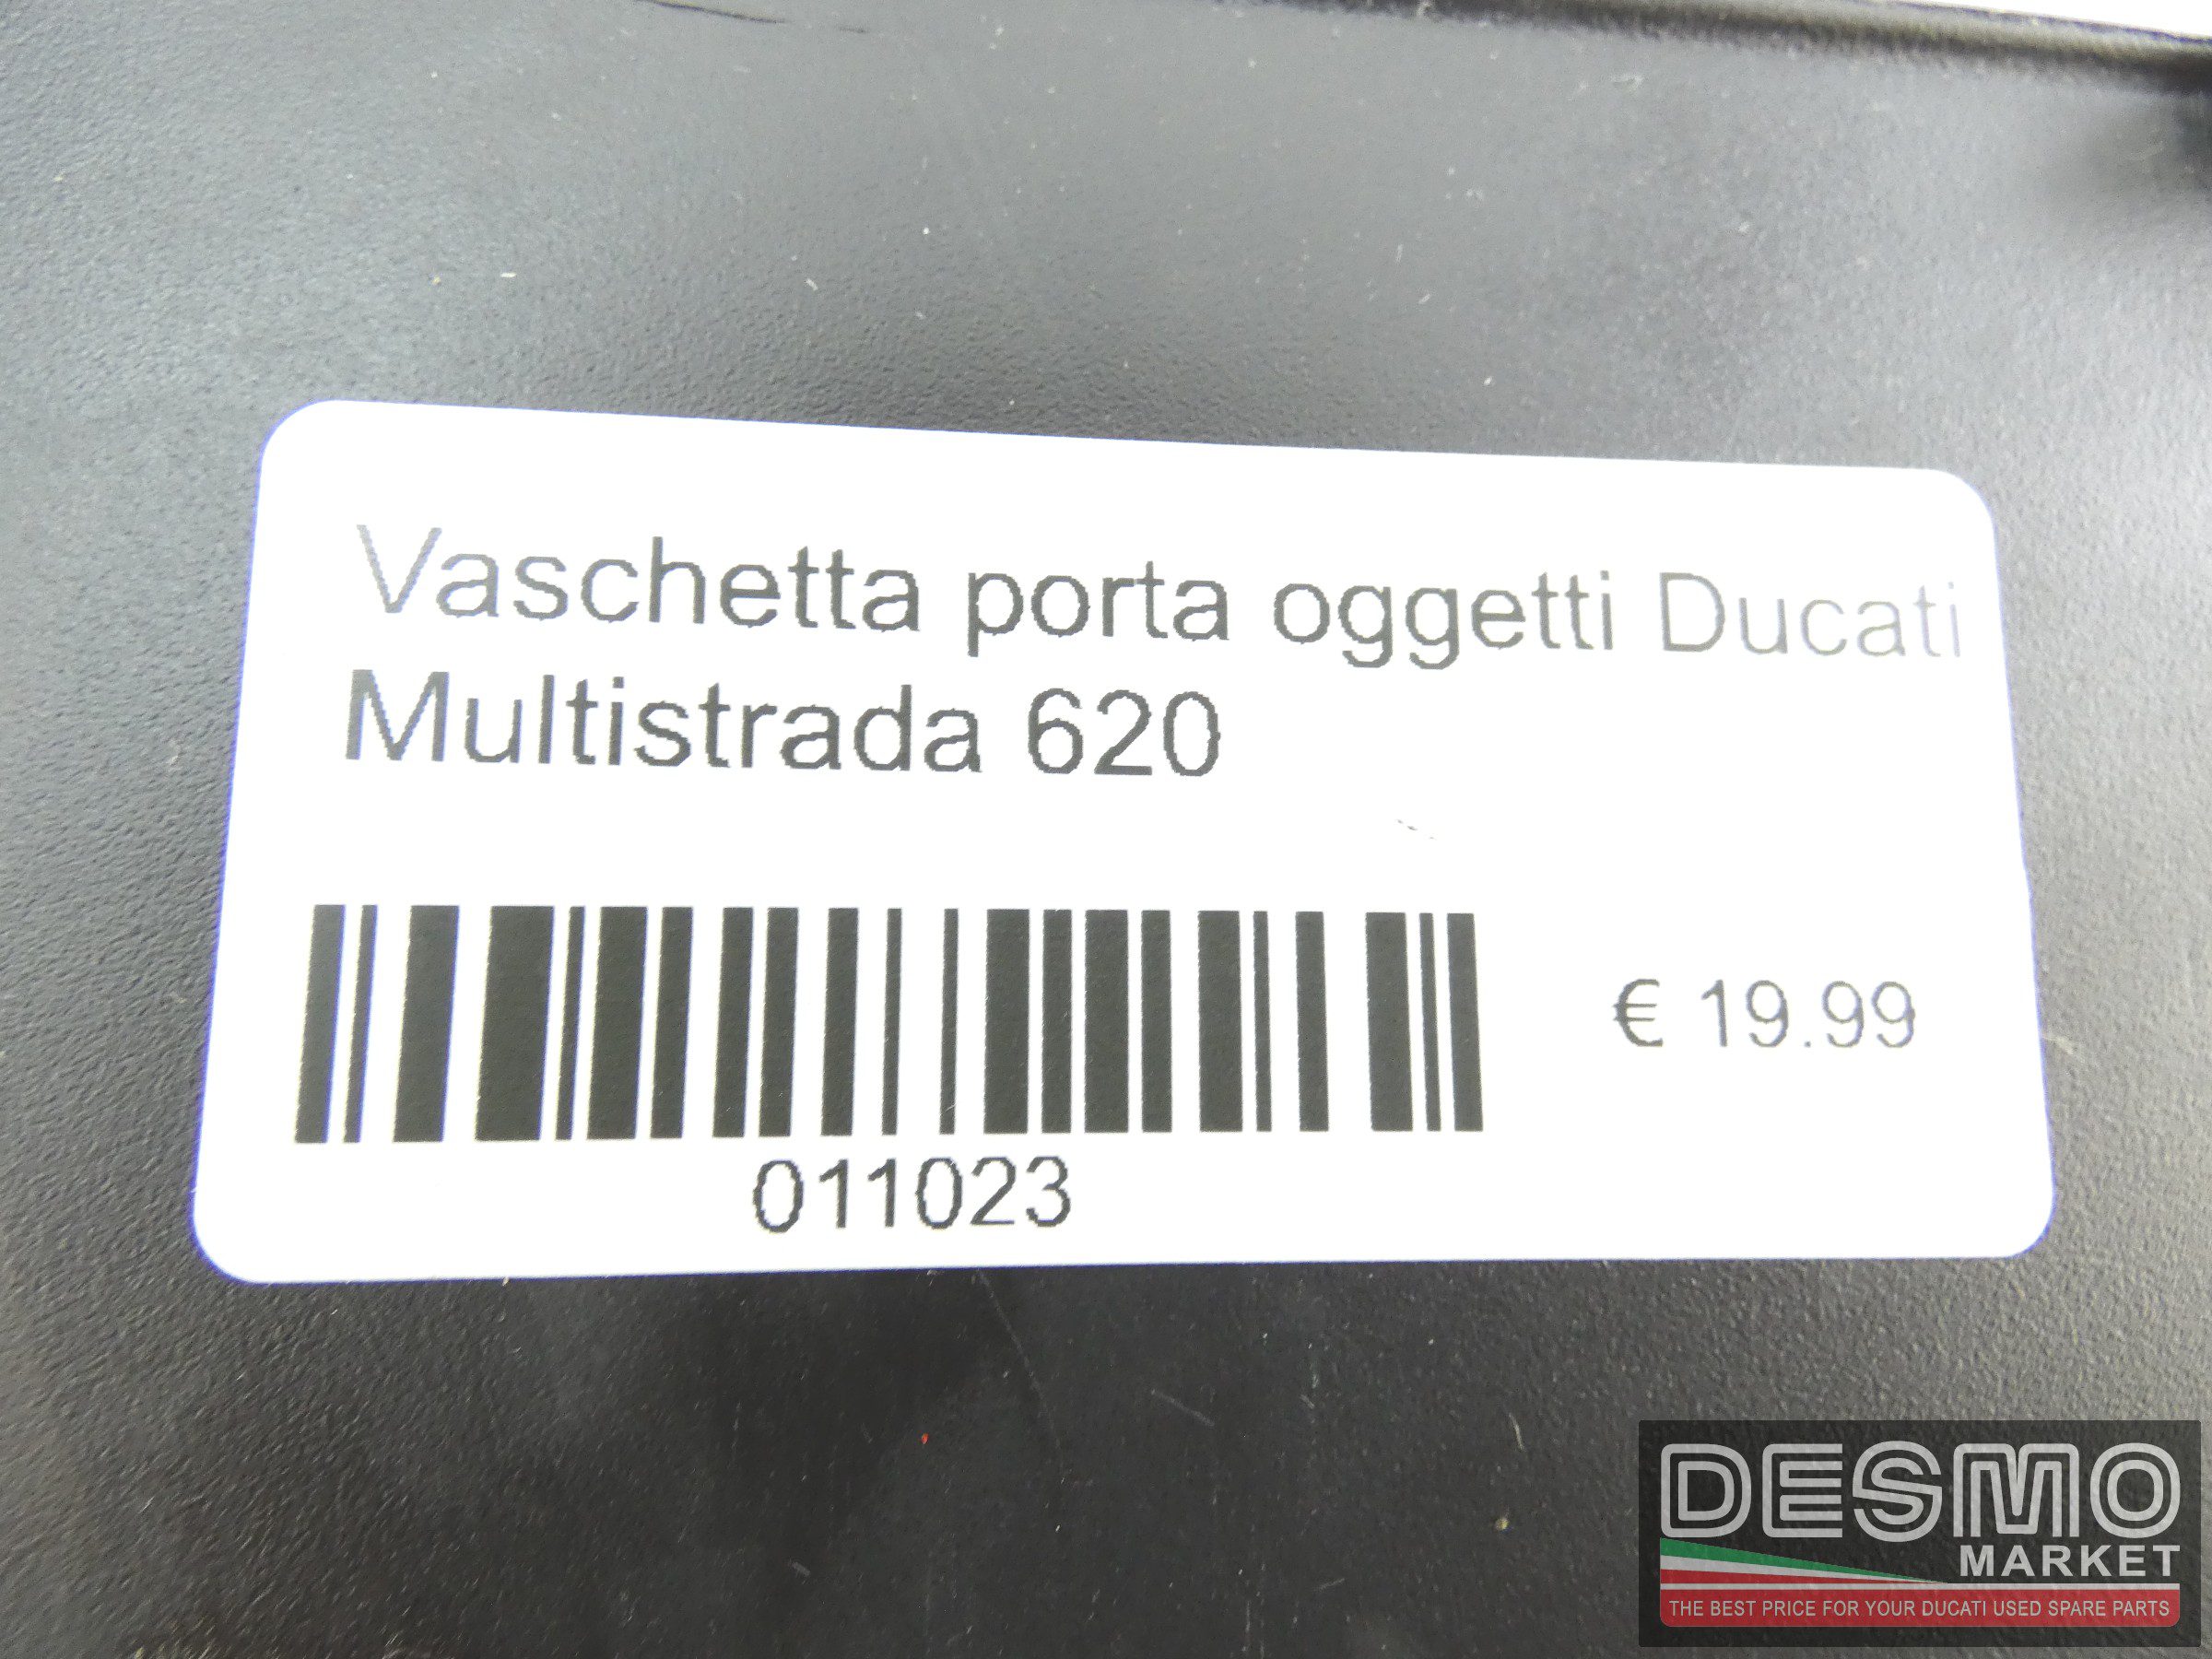 Vaschetta porta oggetti Ducati
Multistrada 620
€ 19.99
011023
DESMO
MARKET
THE BEST PRICE FOR YOUR DUCATI USED SPARE PARTS